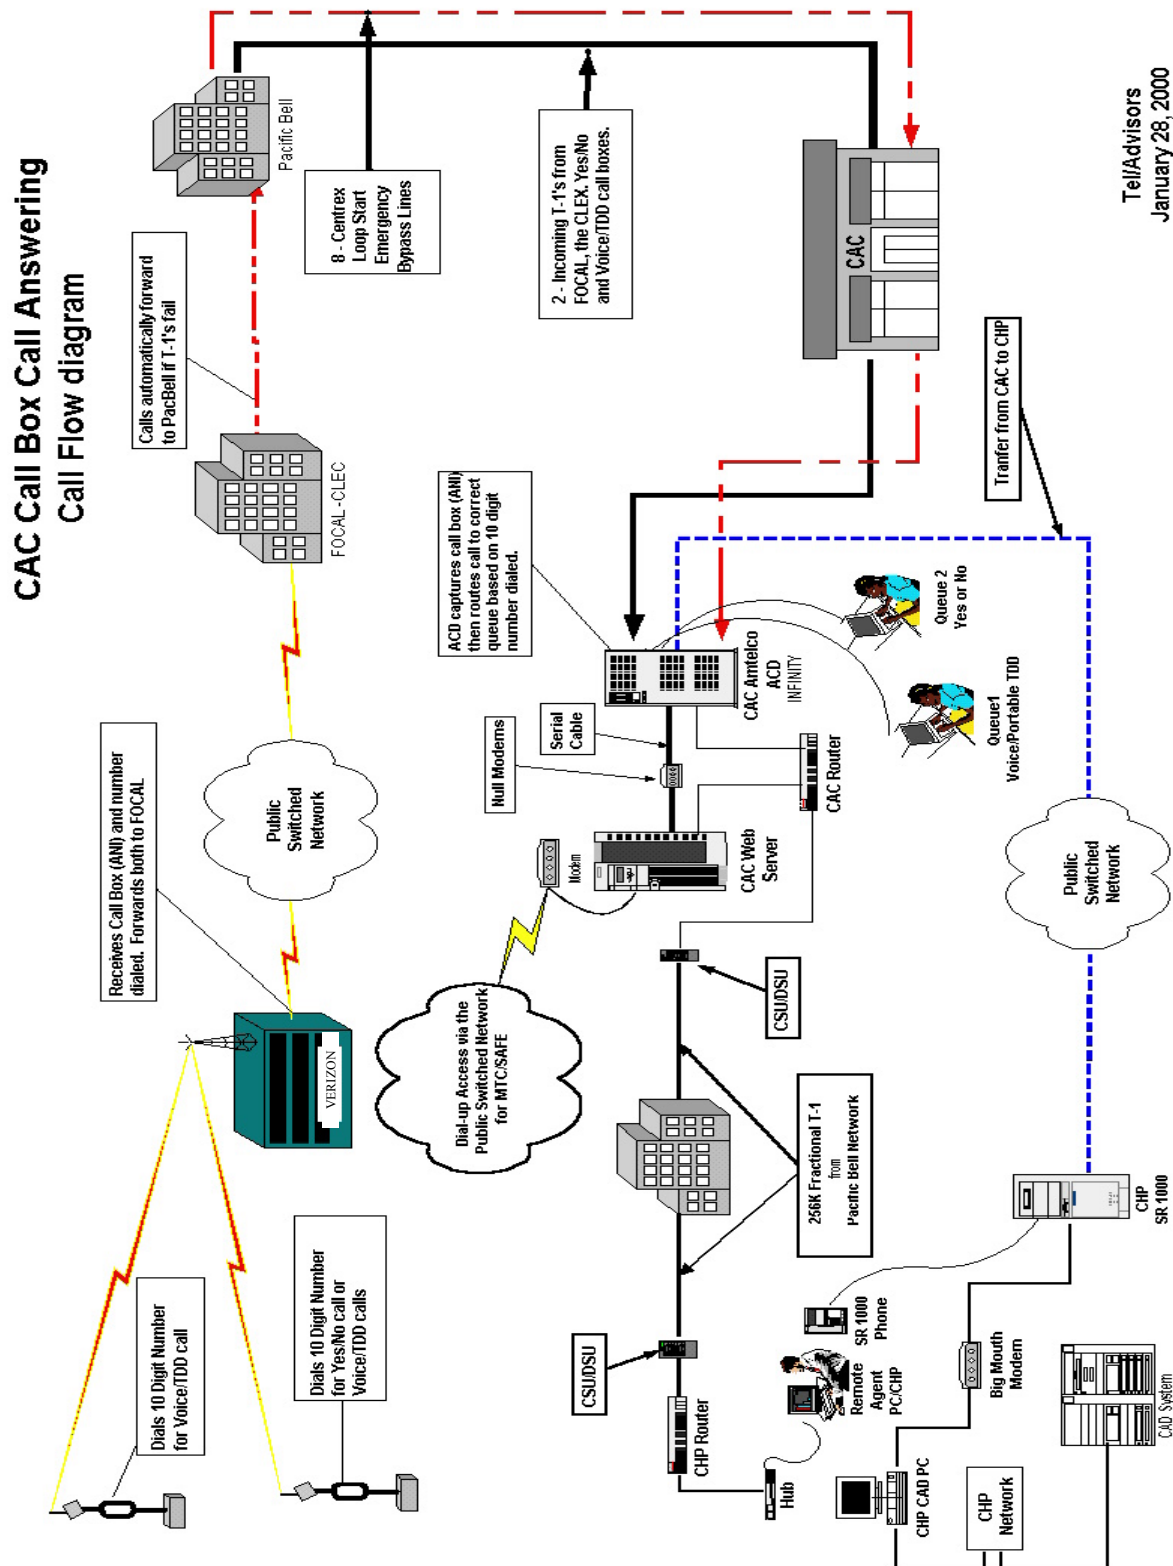 CAC Call Box Call Answering
Call Flow diagram
Dials 10 Digit Number
for Voice/TDD call
Dials 10 Digit Number
for Yes/No call or
Voice/TDD calls
VERIZON
Receives Call Box (ANI) and number
dialed. Forwards both to FOCAL
Public
Switched
Network
FOCAL -CLEC
Calls automatically forward
to PacBell if T-1's fail
Pacific Bell
8 - Centrex
Loop Start
Emergency
Bypass Lines
2 - Incoming T-1's from
FOCAL, the CLEX. Yes/No
and Voice/TDD call boxes.
CAC
Dial-up Access via the
Public Switched Network
for MTC/SAFE
Modem
CAC Web
Server
Null Modems
Serial
Cable
ACD captures call box (ANI)
then routes call to correct
queue based on 10 digit
number dialed.
CAC Amtelco
ACD
INFINITY
CAC Router
Queue1
Voice/Portable TDD
Queue 2
Yes or No
Tranfer from CAC to CHP
Public
Switched
Network
CSU/DSU
CSU/DSU
256K Fractional T-1
from
Pacific Bell Network
CHP Router
Hub
Remote
Agent
PC/CHP
SR 1000
Phone
CHP
SR 1000
Big Mouth
Modem
CHP CAD PC
CHP
Network
CAD System
Tel/Advisors
January 28, 2000